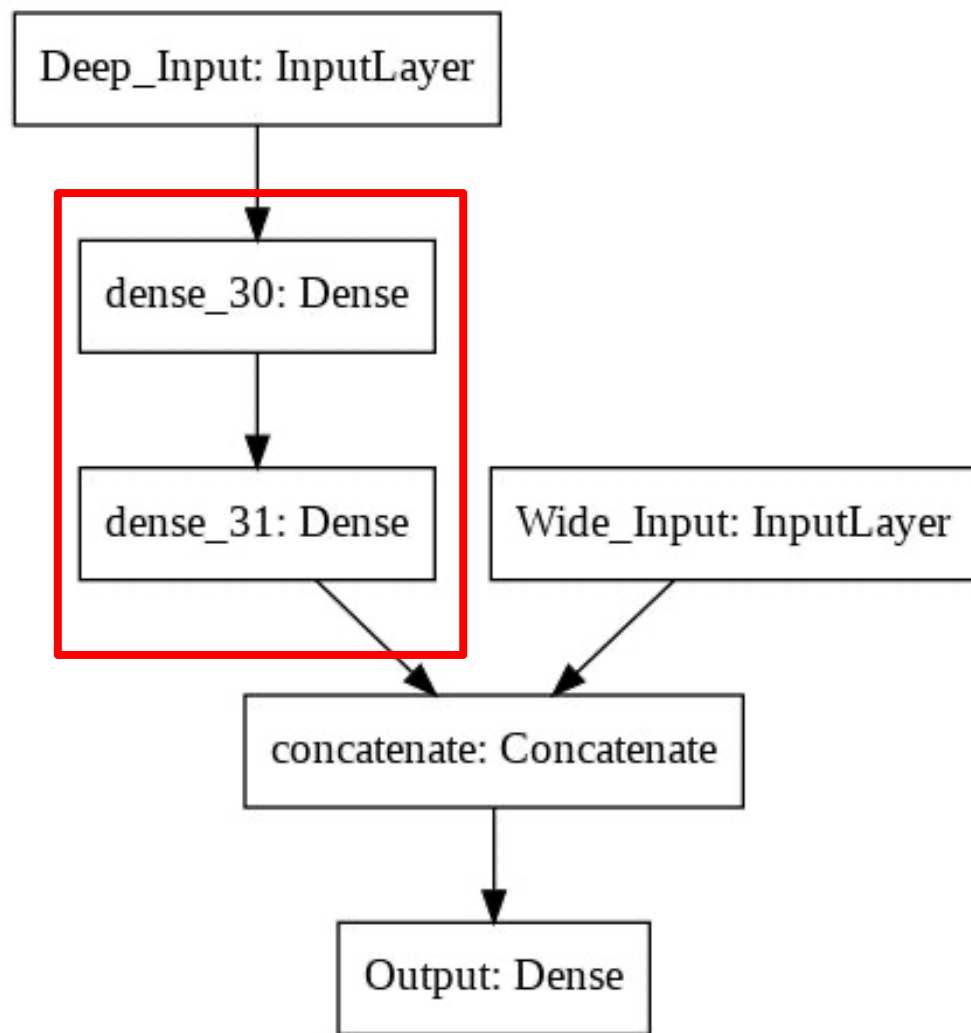 Deep_Input: InputLayer
dense_30: Dense
dense_31: Dense
Wide_Input: InputLayer
concatenate: Concatenate
Output: Dense